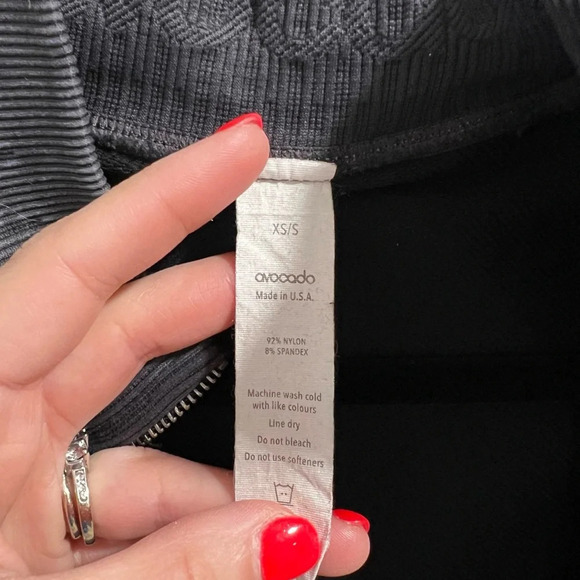 XS/S
avocado
Made in U.S.A.
92% NYLON
8% SPANDEX
Machine wash cold
with like colours
Line dry
Do not bleach
Do not use softeners